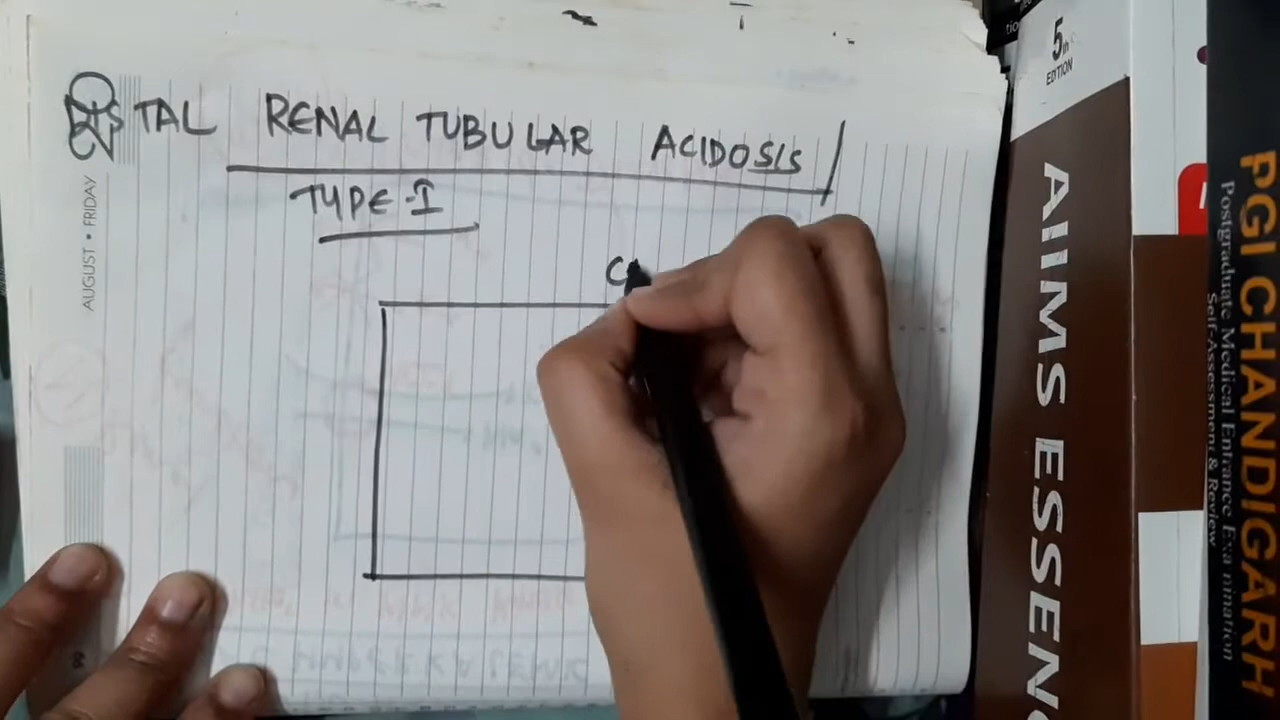 DISTAL RENAL TUBULAR ACIDOSIS
TYPE-I
AUGUST • FRIDAY
5th
EDITION
AIIMS ESSENC
PGI CHANDIGARH
Postgraduate Medical Entrance Examination
Self-Assessment & Review